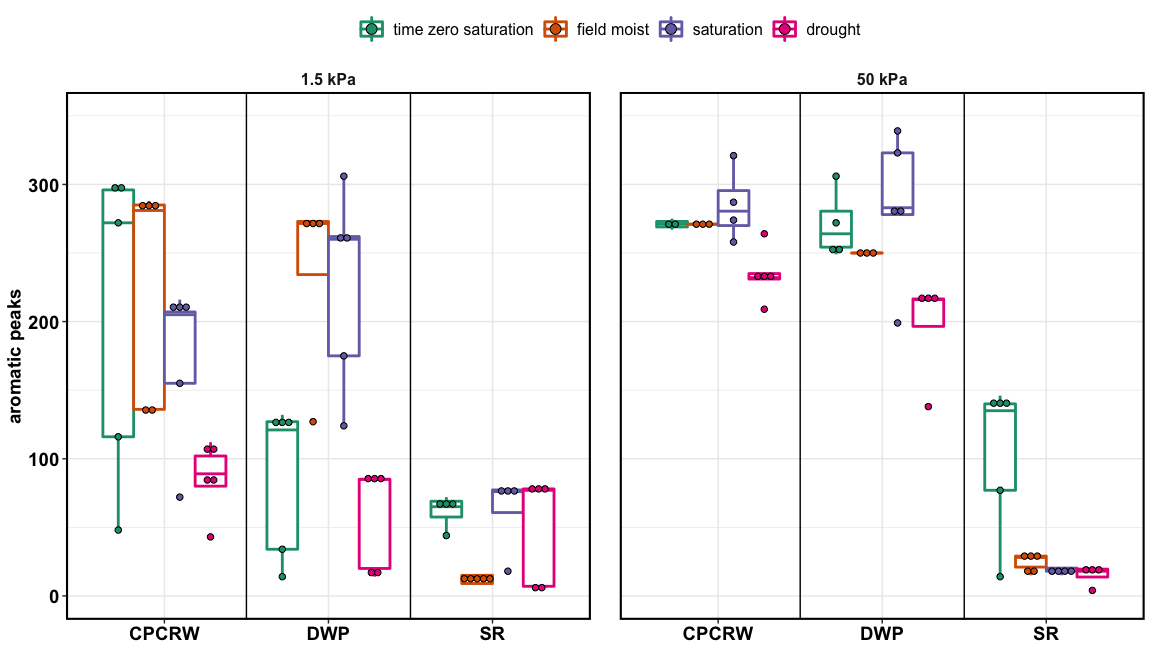 time zero saturation field moist saturation drought
1.5 kPa 50 kPa
aromatic peaks
300
200
100
0
CPCRW DWP SR CPCRW DWP SR